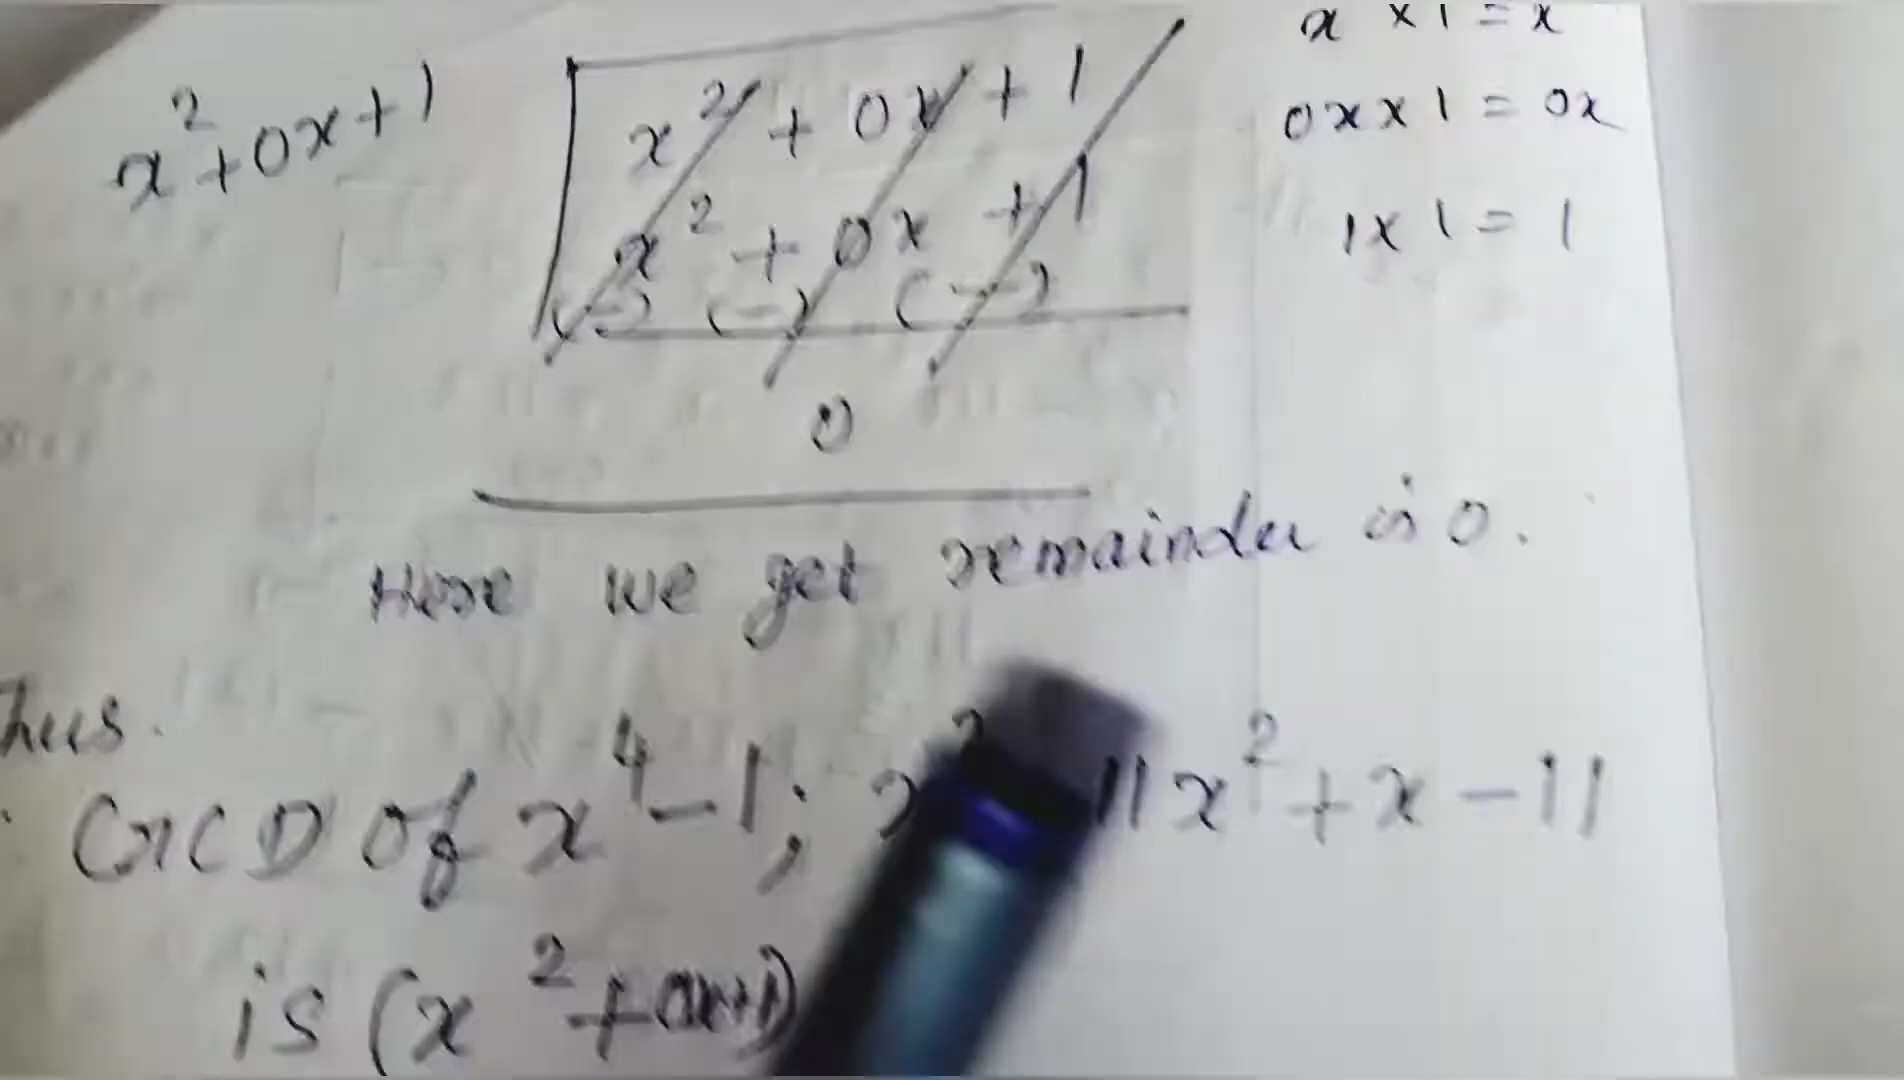 x × 1 = x
x² + 0x + 1
x² + 0x + 1
0x × 1 = 0x
x² + 0x + 1
1 × 1 = 1
(-) (-) (-)
0
Here we get remainder is 0.
Thus.
GCD of x⁴ - 1; 11x² + x - 11
is (x² + 0x + 1)